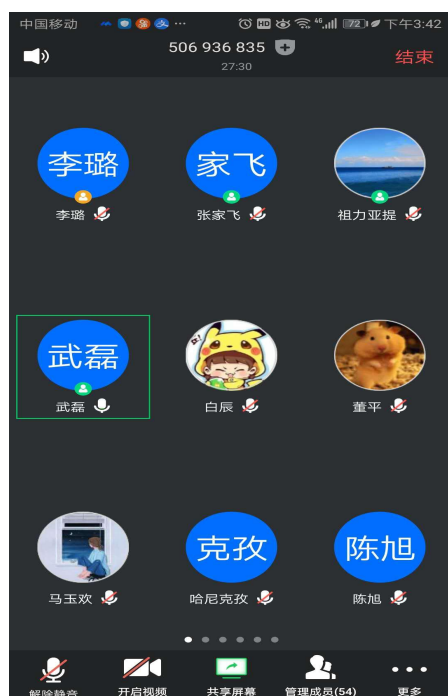 中国移动 ... HD 46 72 下午3:42
506 936 835
27:30
结束
李璐 家飞
李璐 张家飞 祖力亚提
武磊
武磊 白辰 董平
克孜 陈旭
马玉欢 哈尼克孜 陈旭
解除静音 开启视频 共享屏幕 管理成员(54) 更多